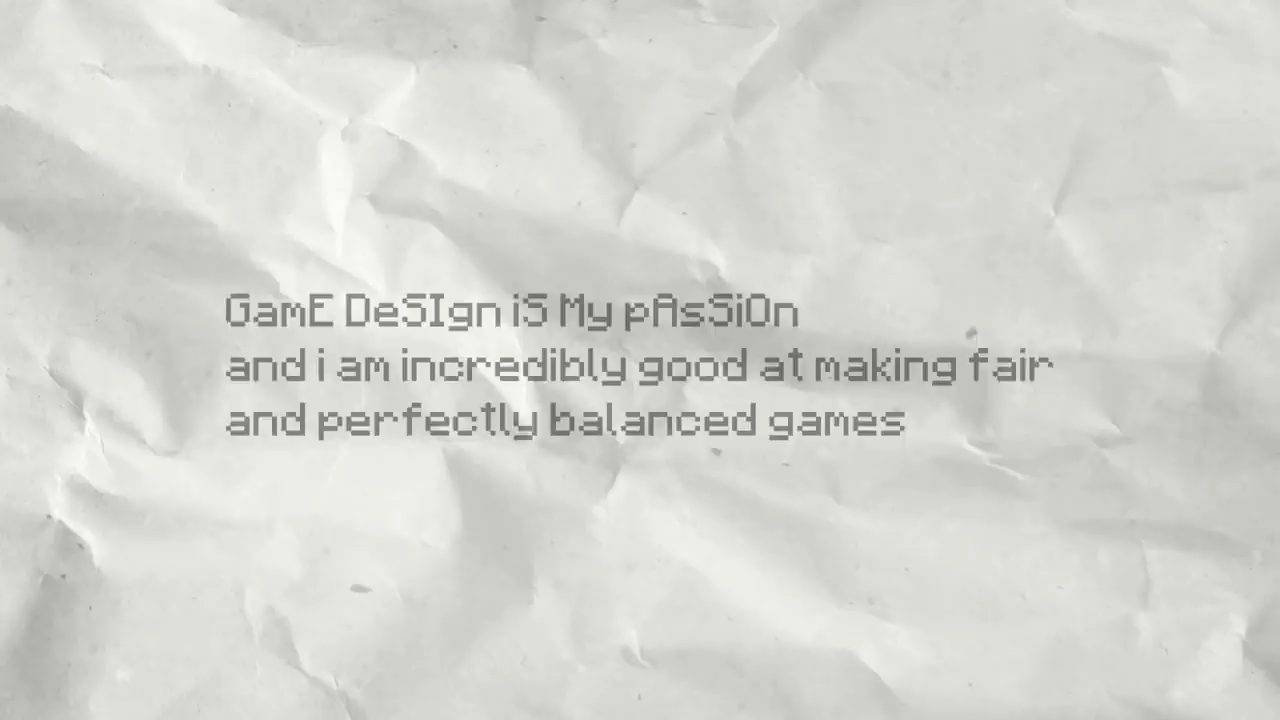 GamE DeSIgn iS My pAsSiOn
and i am incredibly good at making fair
and perfectly balanced games